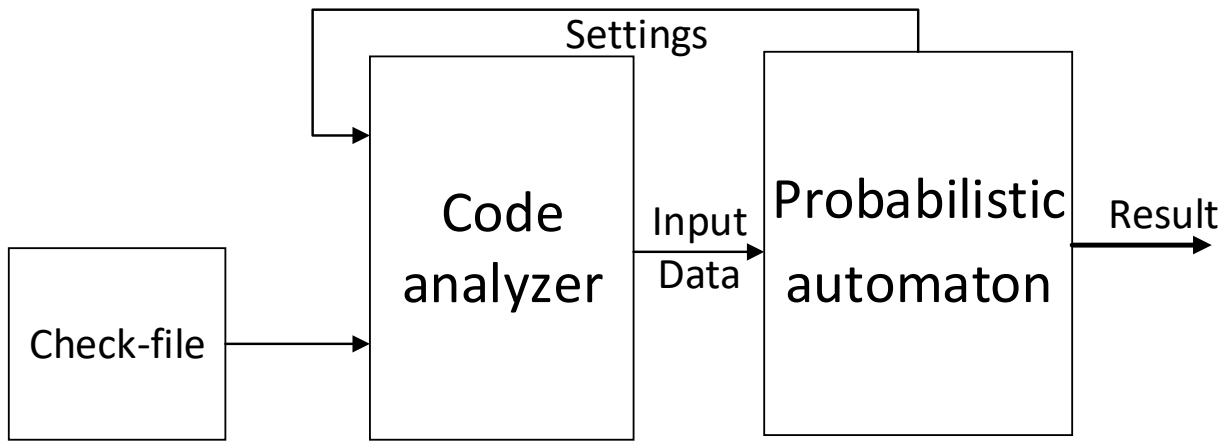 Settings
Code
analyzer
Input
Data
Probabilistic
automaton
Result
Check-file